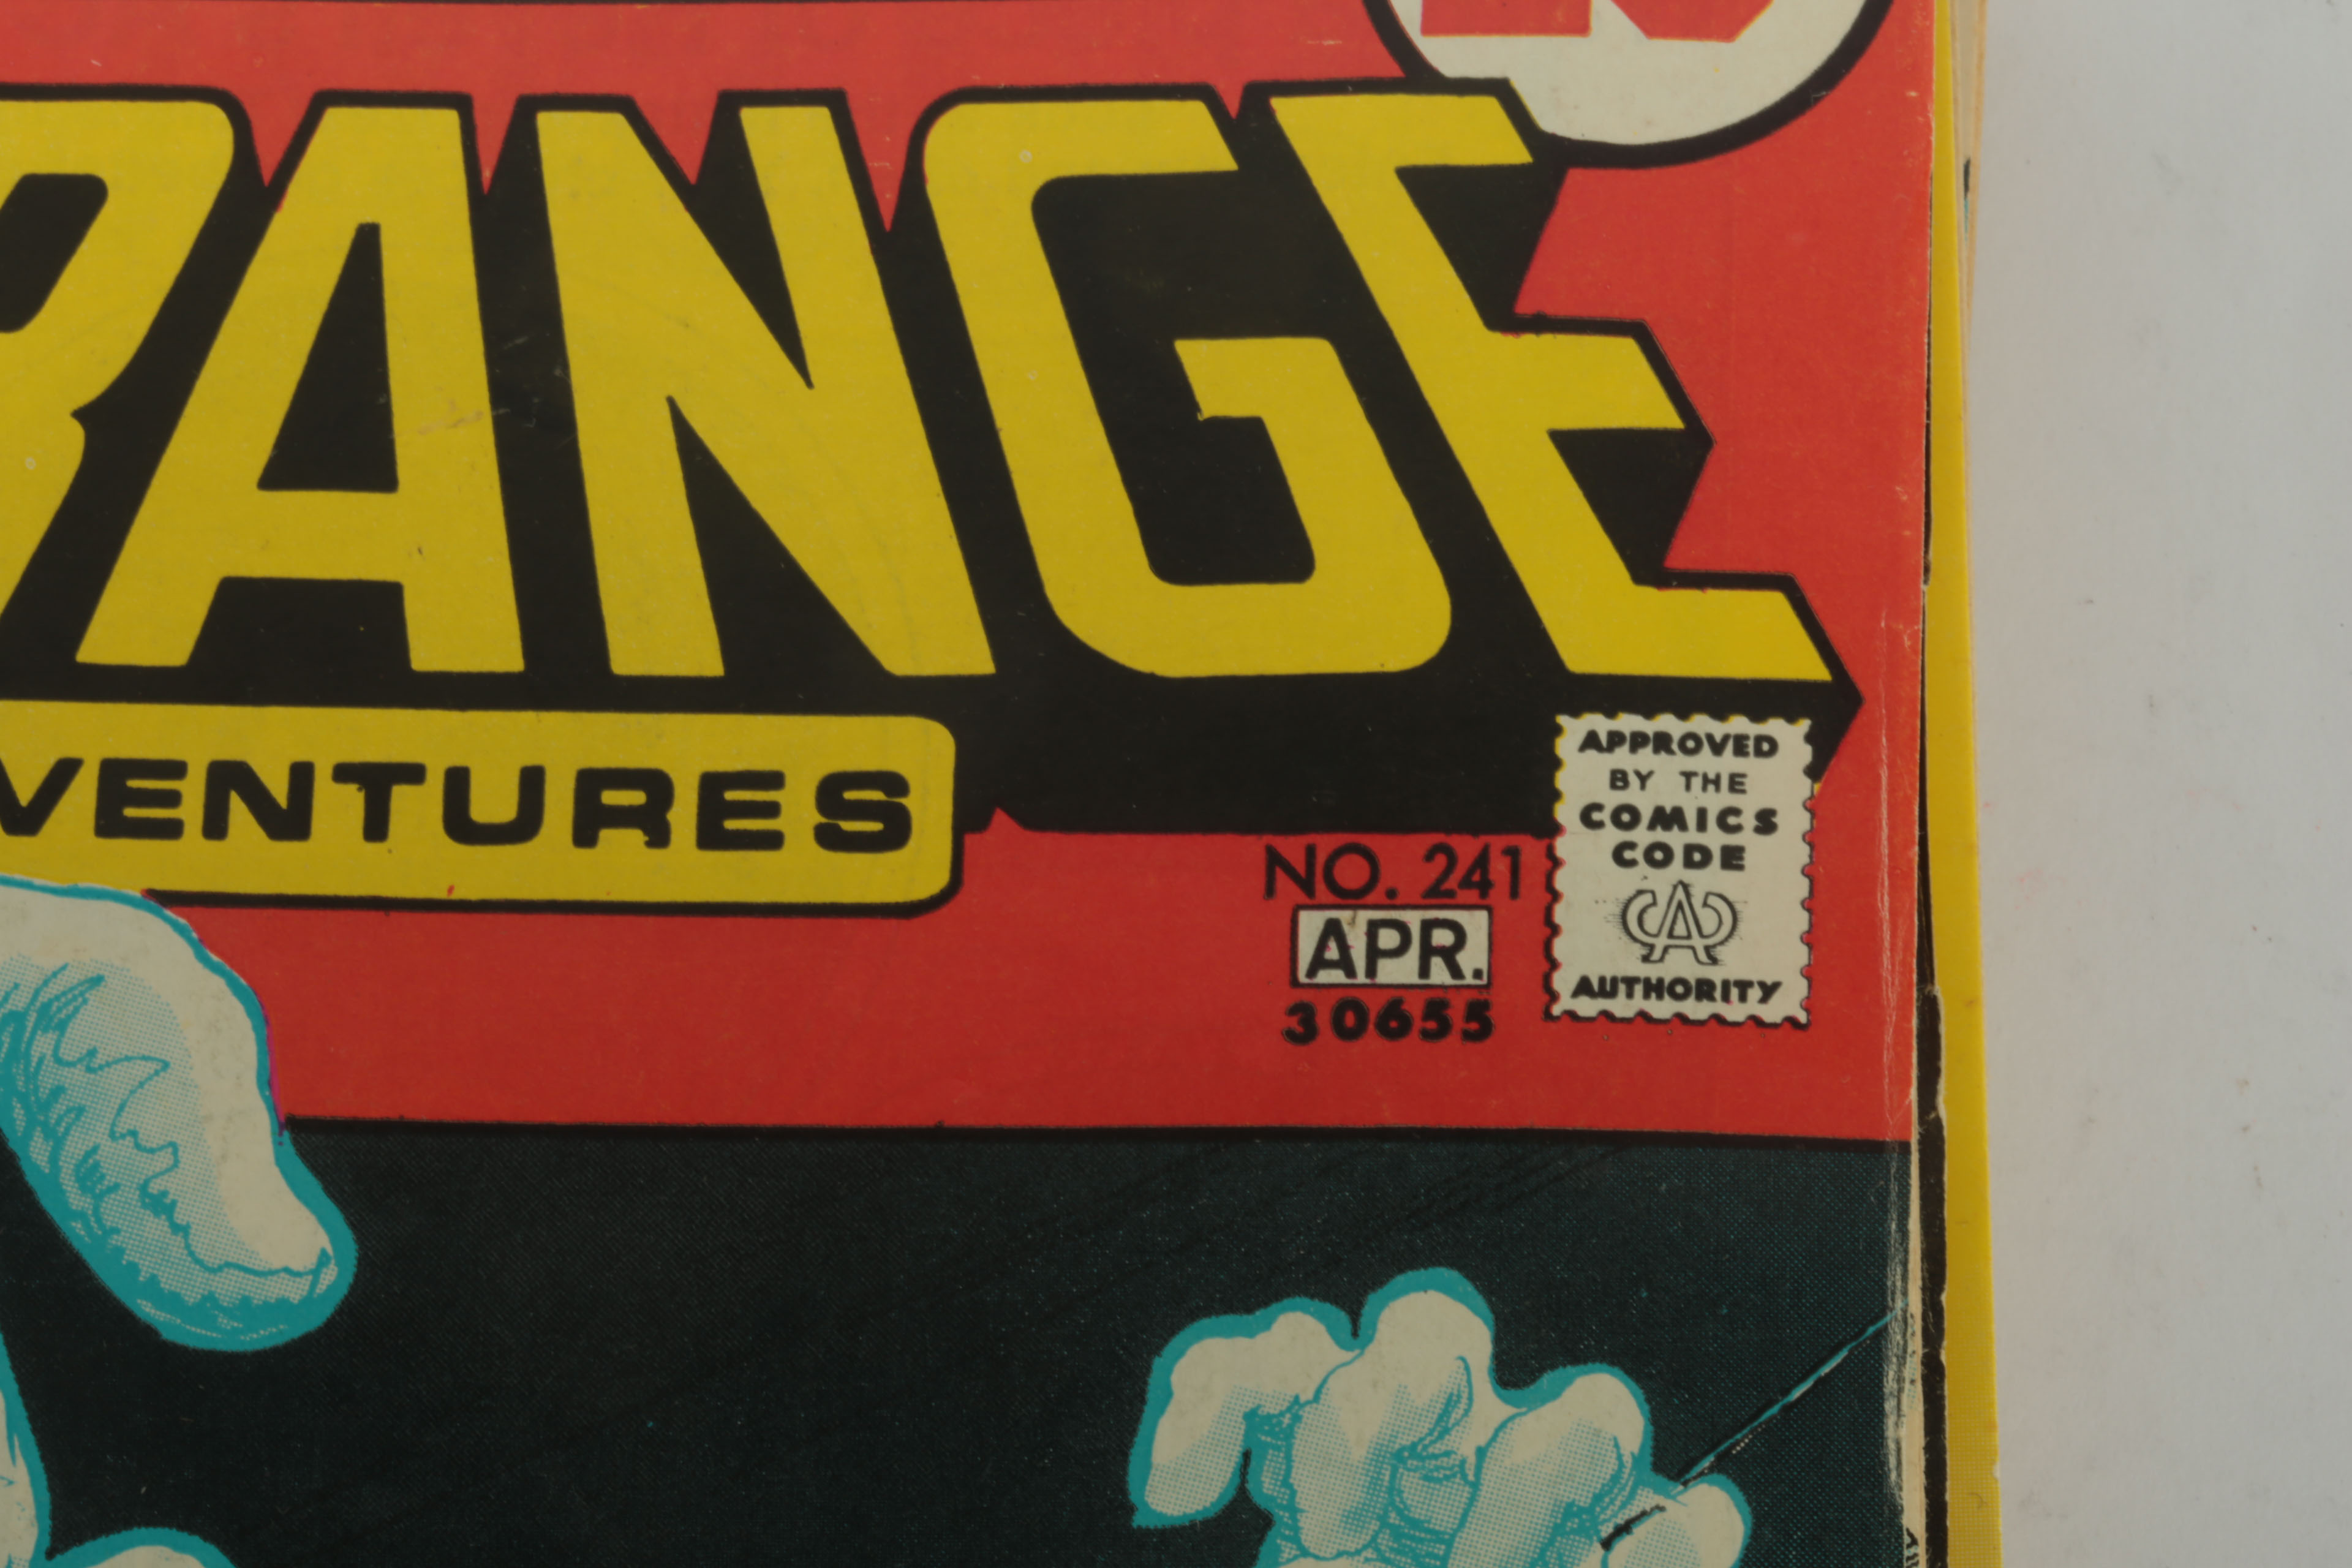 RANGE
VENTURES
NO. 241
APR.
30655
APPROVED
BY THE
COMICS
CODE
CA
AUTHORITY